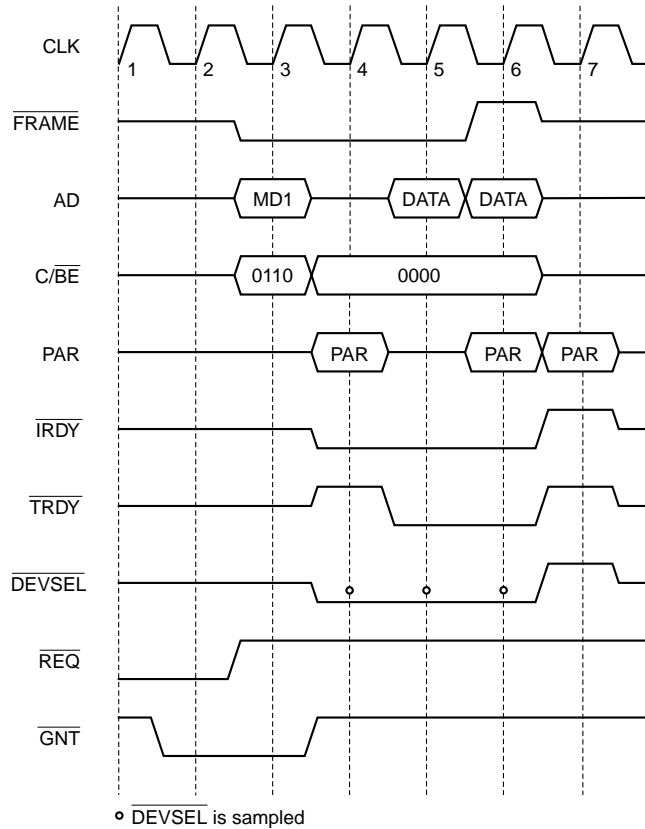 CLK
1 2 3 4 5 6 7
FRAME
AD MD1 DATA DATA
C/BE 0110 0000
PAR PAR PAR PAR
IRDY
TRDY
DEVSEL
REQ
GNT
DEVSEL is sampled